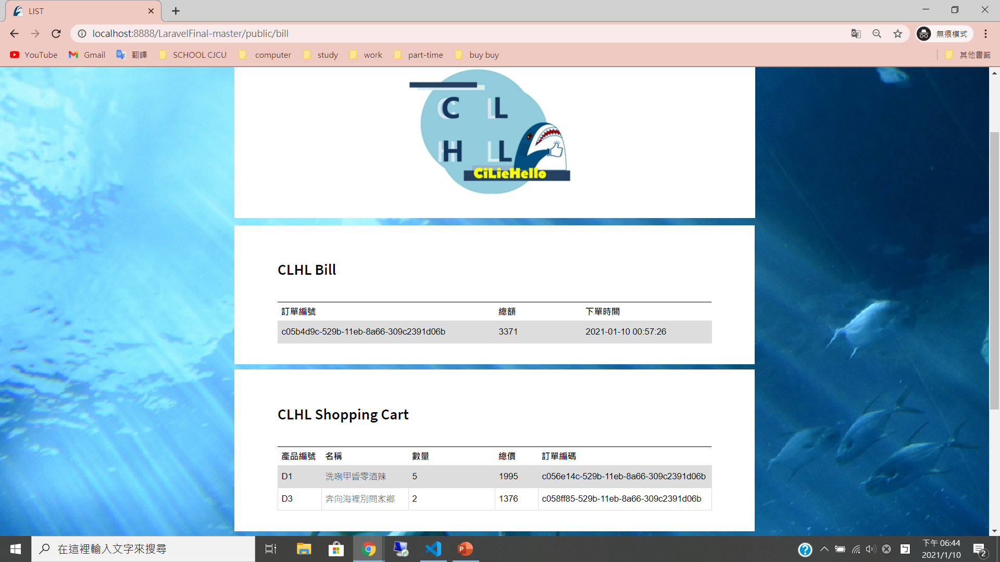 LIST
localhost:8888/LaravelFinal-master/public/bill
無痕模式
YouTube Gmail 翻譯 SCHOOL CJCU computer study work part-time buy buy 其他書籤
C L
H L
CiLieHello
CLHL Bill
訂單編號 總額 下單時間
c05b4d9c-529b-11eb-8a66-309c2391d06b 3371 2021-01-10 00:57:26
CLHL Shopping Cart
產品編號 名稱 數量 總價 訂單編碼
D1 洗咧甲昏零酒辣 5 1995 c056e14c-529b-11eb-8a66-309c2391d06b
D3 奔向海裡別問家鄉 2 1376 c058ff85-529b-11eb-8a66-309c2391d06b
在這裡輸入文字來搜尋
下午 06:44
2021/1/10
2